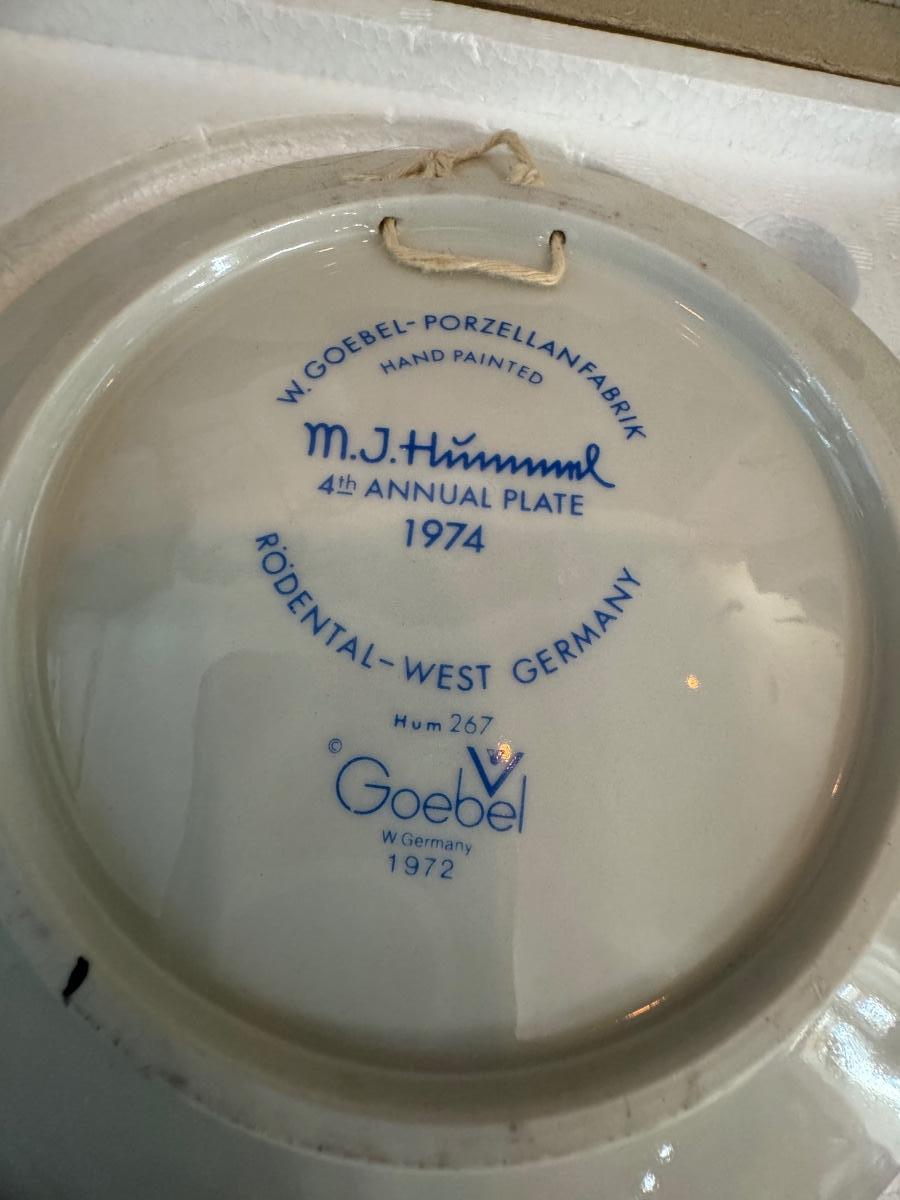 W. GOEBEL-PORZELLANFABRIK
HAND PAINTED
M.J.Hummel
4th ANNUAL PLATE
1974
RÖDENTAL-WEST GERMANY
Hum 267
© Goebel
W Germany
1972